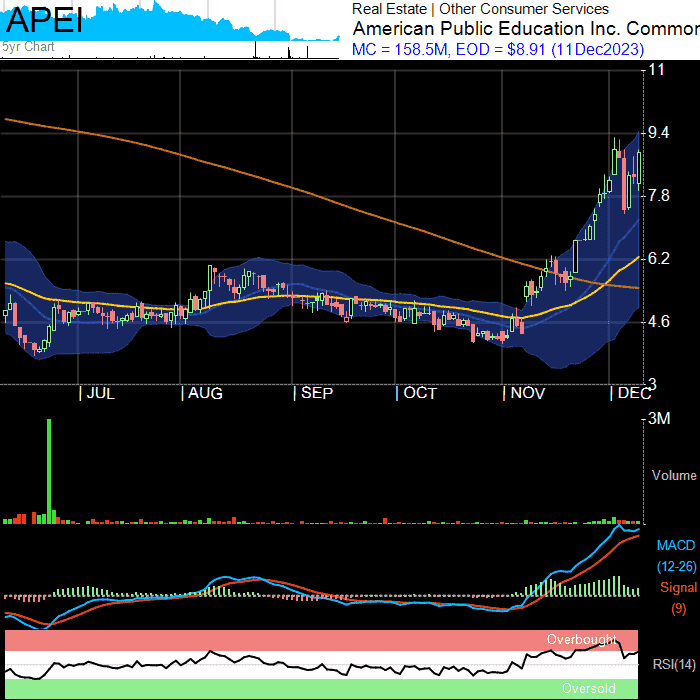 APEI
5yr Chart
Real Estate | Other Consumer Services
American Public Education Inc. Common
MC = 158.5M, EOD = $8.91 (11Dec2023)
11
9.4
7.8
6.2
4.6
3
JUL
AUG
SEP
OCT
NOV
DEC
3M
Volume
MACD
(12-26)
Signal
(9)
Overbought
RSI(14)
Oversold